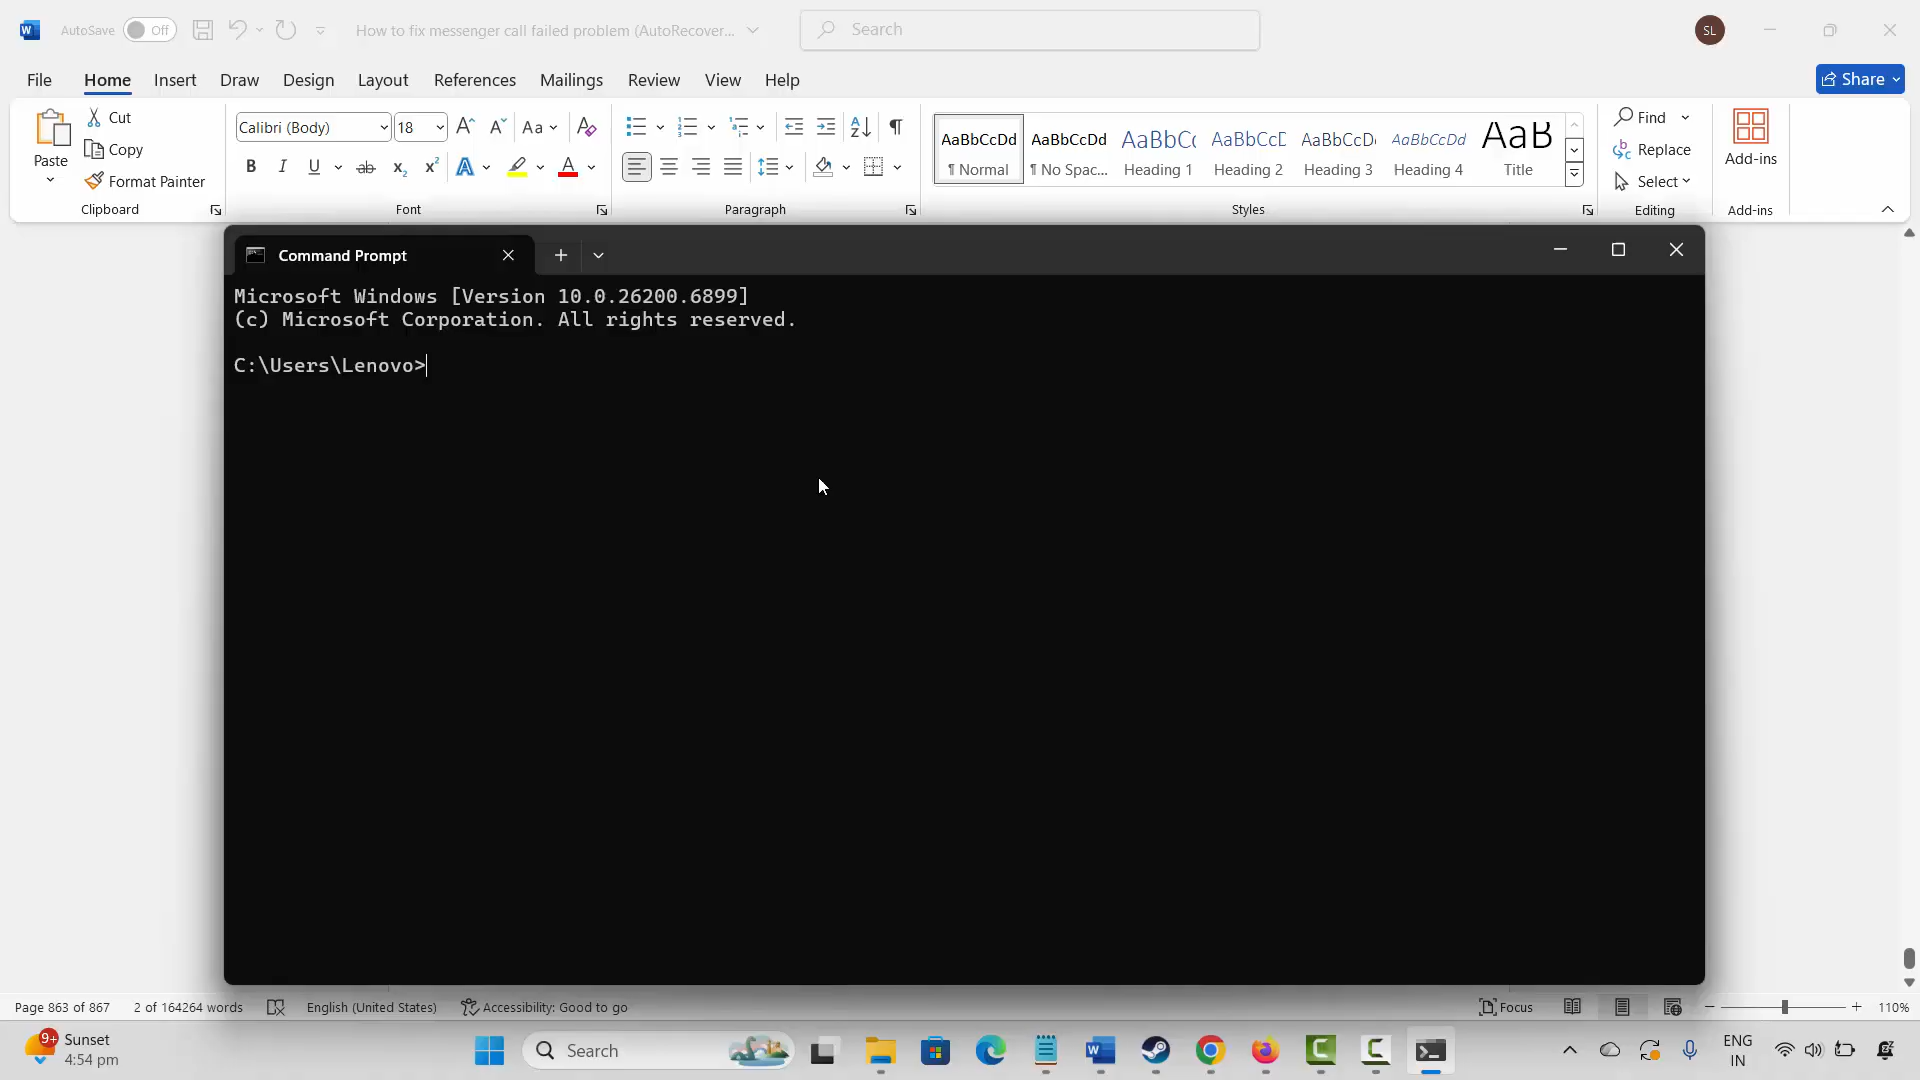 AutoSave Off How to fix messenger call failed problem (AutoRecover... Search SL
File Home Insert Draw Design Layout References Mailings Review View Help Share
Paste Cut Copy Format Painter
Calibri (Body) 18 Aa
B I U ab x₂ x² A A
AaBbCcDd AaBbCcDd AaBbCc AaBbCcD AaBbCcDd AaBbCcDd AaB
¶ Normal ¶ No Spac... Heading 1 Heading 2 Heading 3 Heading 4 Title
Find Replace Select
Add-ins
Clipboard Font Paragraph Styles Editing Add-ins
Command Prompt
Microsoft Windows [Version 10.0.26200.6899]
(c) Microsoft Corporation. All rights reserved.
C:\Users\Lenovo>
Page 863 of 867 2 of 164264 words English (United States) Accessibility: Good to go Focus 110%
9+ Sunset
4:54 pm
Search
ENG
IN